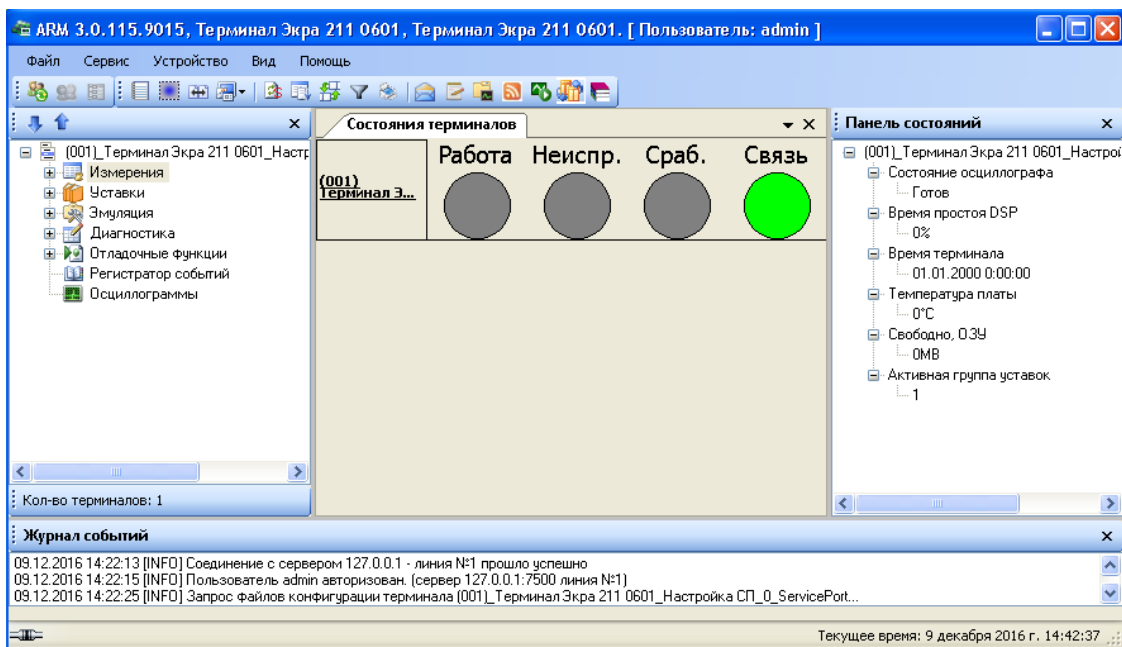 ARM 3.0.115.9015, Терминал Экра 211 0601, Терминал Экра 211 0601. [ Пользователь: admin ]
Файл Сервис Устройство Вид Помощь
(001)_Терминал Экра 211 0601_Настр
Измерения
Уставки
Эмуляция
Диагностика
Отладочные функции
Регистратор событий
Осциллограммы
Кол-во терминалов: 1
Состояния терминалов
Работа Неиспр. Сраб. Связь
(001)
Терминал Э...
Панель состояний
(001)_Терминал Экра 211 0601_Настрой
Состояние осциллографа
Готов
Время простоя DSP
0%
Время терминала
01.01.2000 0:00:00
Температура платы
0°C
Свободно, ОЗУ
0MB
Активная группа уставок
1
Журнал событий
09.12.2016 14:22:13 [INFO] Соединение с сервером 127.0.0.1 - линия №1 прошло успешно
09.12.2016 14:22:15 [INFO] Пользователь admin авторизован. (сервер 127.0.0.1:7500 линия №1)
09.12.2016 14:22:25 [INFO] Запрос файлов конфигурации терминала (001)_Терминал Экра 211 0601_Настройка СП_0_ServicePort...
Текущее время: 9 декабря 2016 г. 14:42:37